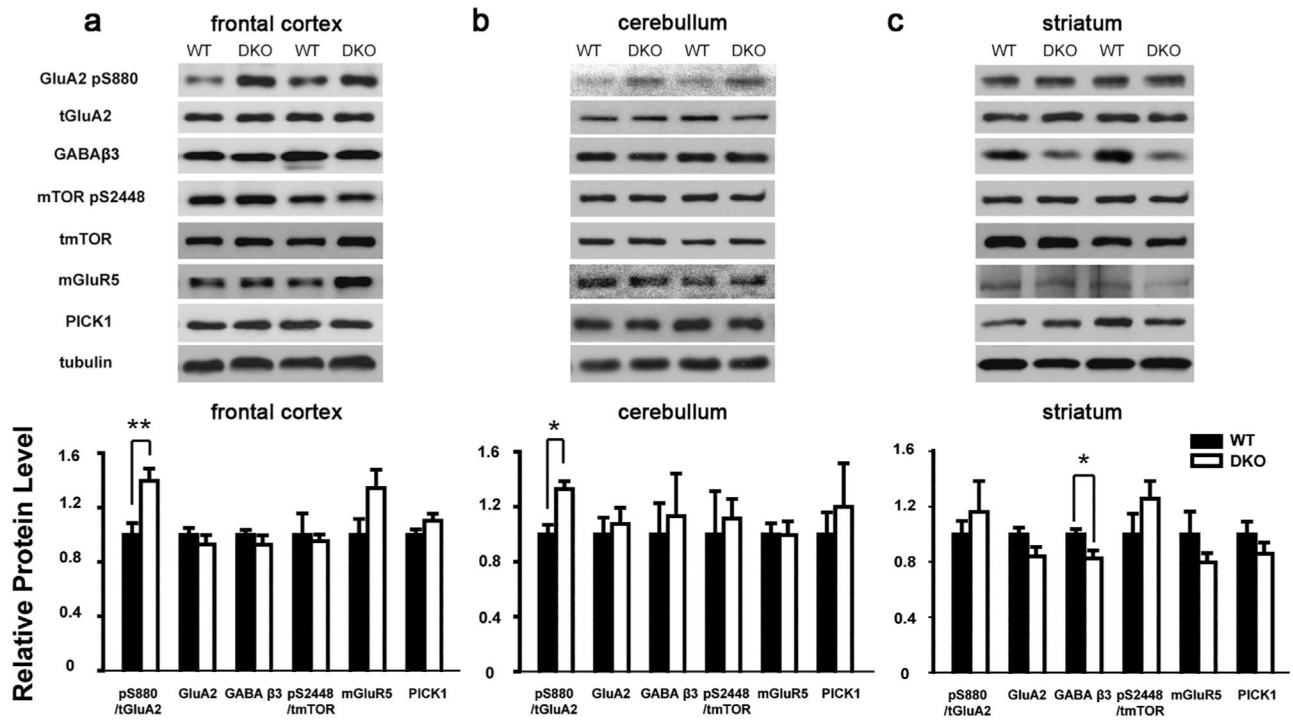 a frontal cortex
WT DKO WT DKO
b cerebullum
WT DKO WT DKO
c striatum
WT DKO WT DKO
GluA2 pS880
tGluA2
GABAβ3
mTOR pS2448
tmTOR
mGluR5
PICK1
tubulin
Relative Protein Level
frontal cortex
**
1.6
1.2
0.8
0.4
0
pS880 GluA2 GABA β3 pS2448 mGluR5 PICK1
/tGluA2 /tmTOR
cerebullum
*
1.6
1.2
0.8
0.4
0
pS880 GluA2 GABA β3 pS2448 mGluR5 PICK1
/tGluA2 /tmTOR
striatum
WT
DKO
*
1.6
1.2
0.8
0.4
0
pS880 GluA2 GABA β3 pS2448 mGluR5 PICK1
/tGluA2 /tmTOR